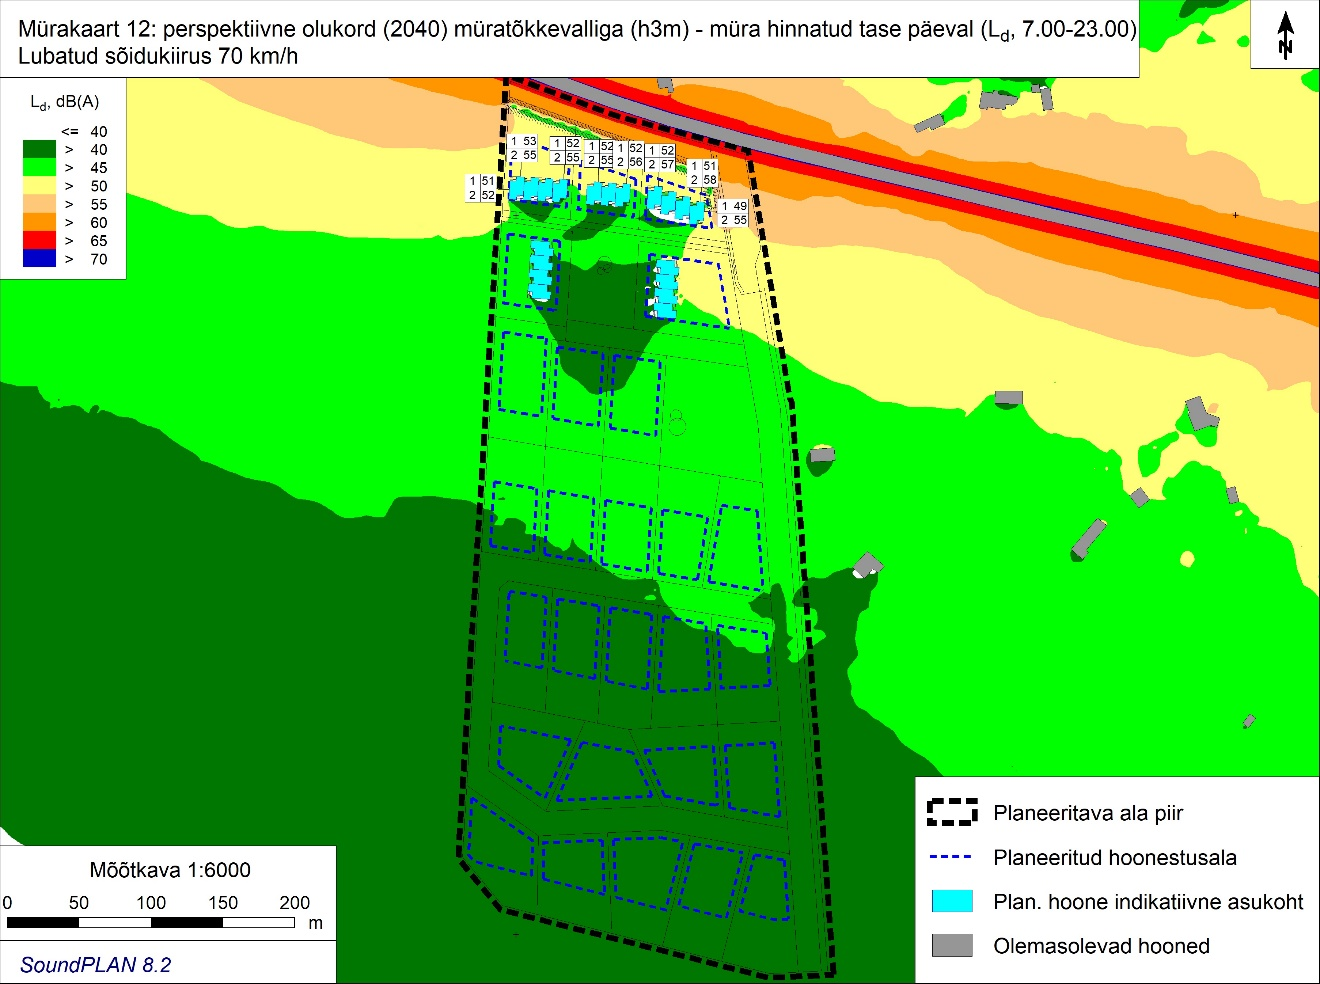 Mürakaart 12: perspektiivne olukord (2040) müratõkkevalliga (h3m) - müra hinnatud tase päeval (Ld, 7.00-23.00)
Lubatud sõidukiirus 70 km/h
N
Ld, dB(A)
<= 40
> 40
> 45
> 50
> 55
> 60
> 65
> 70
1 53
2 55
1 52
2 55
1 52
2 55
1 52
2 56
1 52
2 57
1 51
2 58
1 51
2 52
1 49
2 55
Planeeritava ala piir
Planeeritud hoonestusala
Plan. hoone indikatiivne asukoht
Olemasolevad hooned
Mõõtkava 1:6000
0 50 100 150 200
m
SoundPLAN 8.2